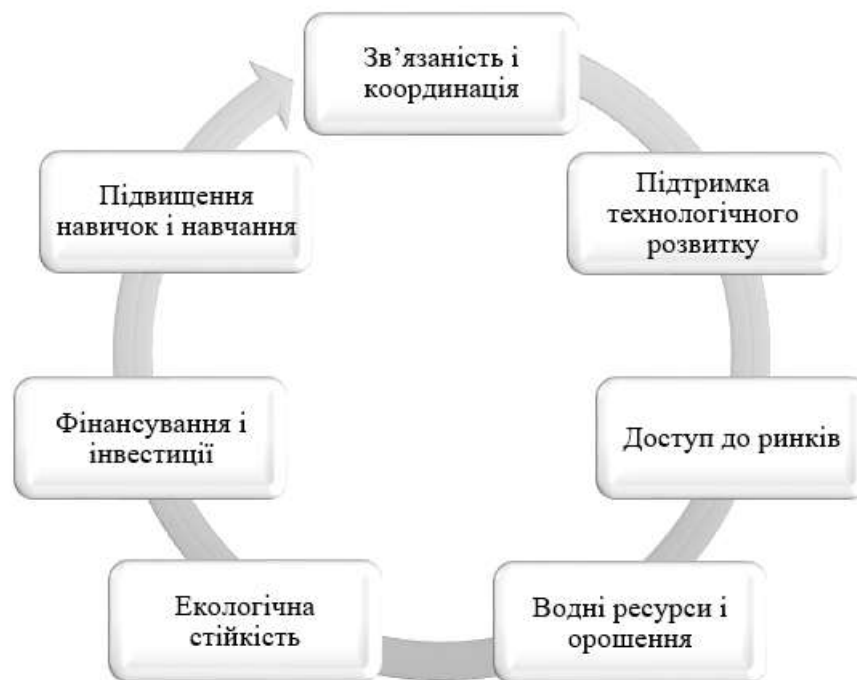 Зв’язаність і
координація
Підтримка
технологічного
розвитку
Доступ до ринків
Водні ресурси і
орошення
Екологічна
стійкість
Фінансування і
інвестиції
Підвищення
навичок і навчання